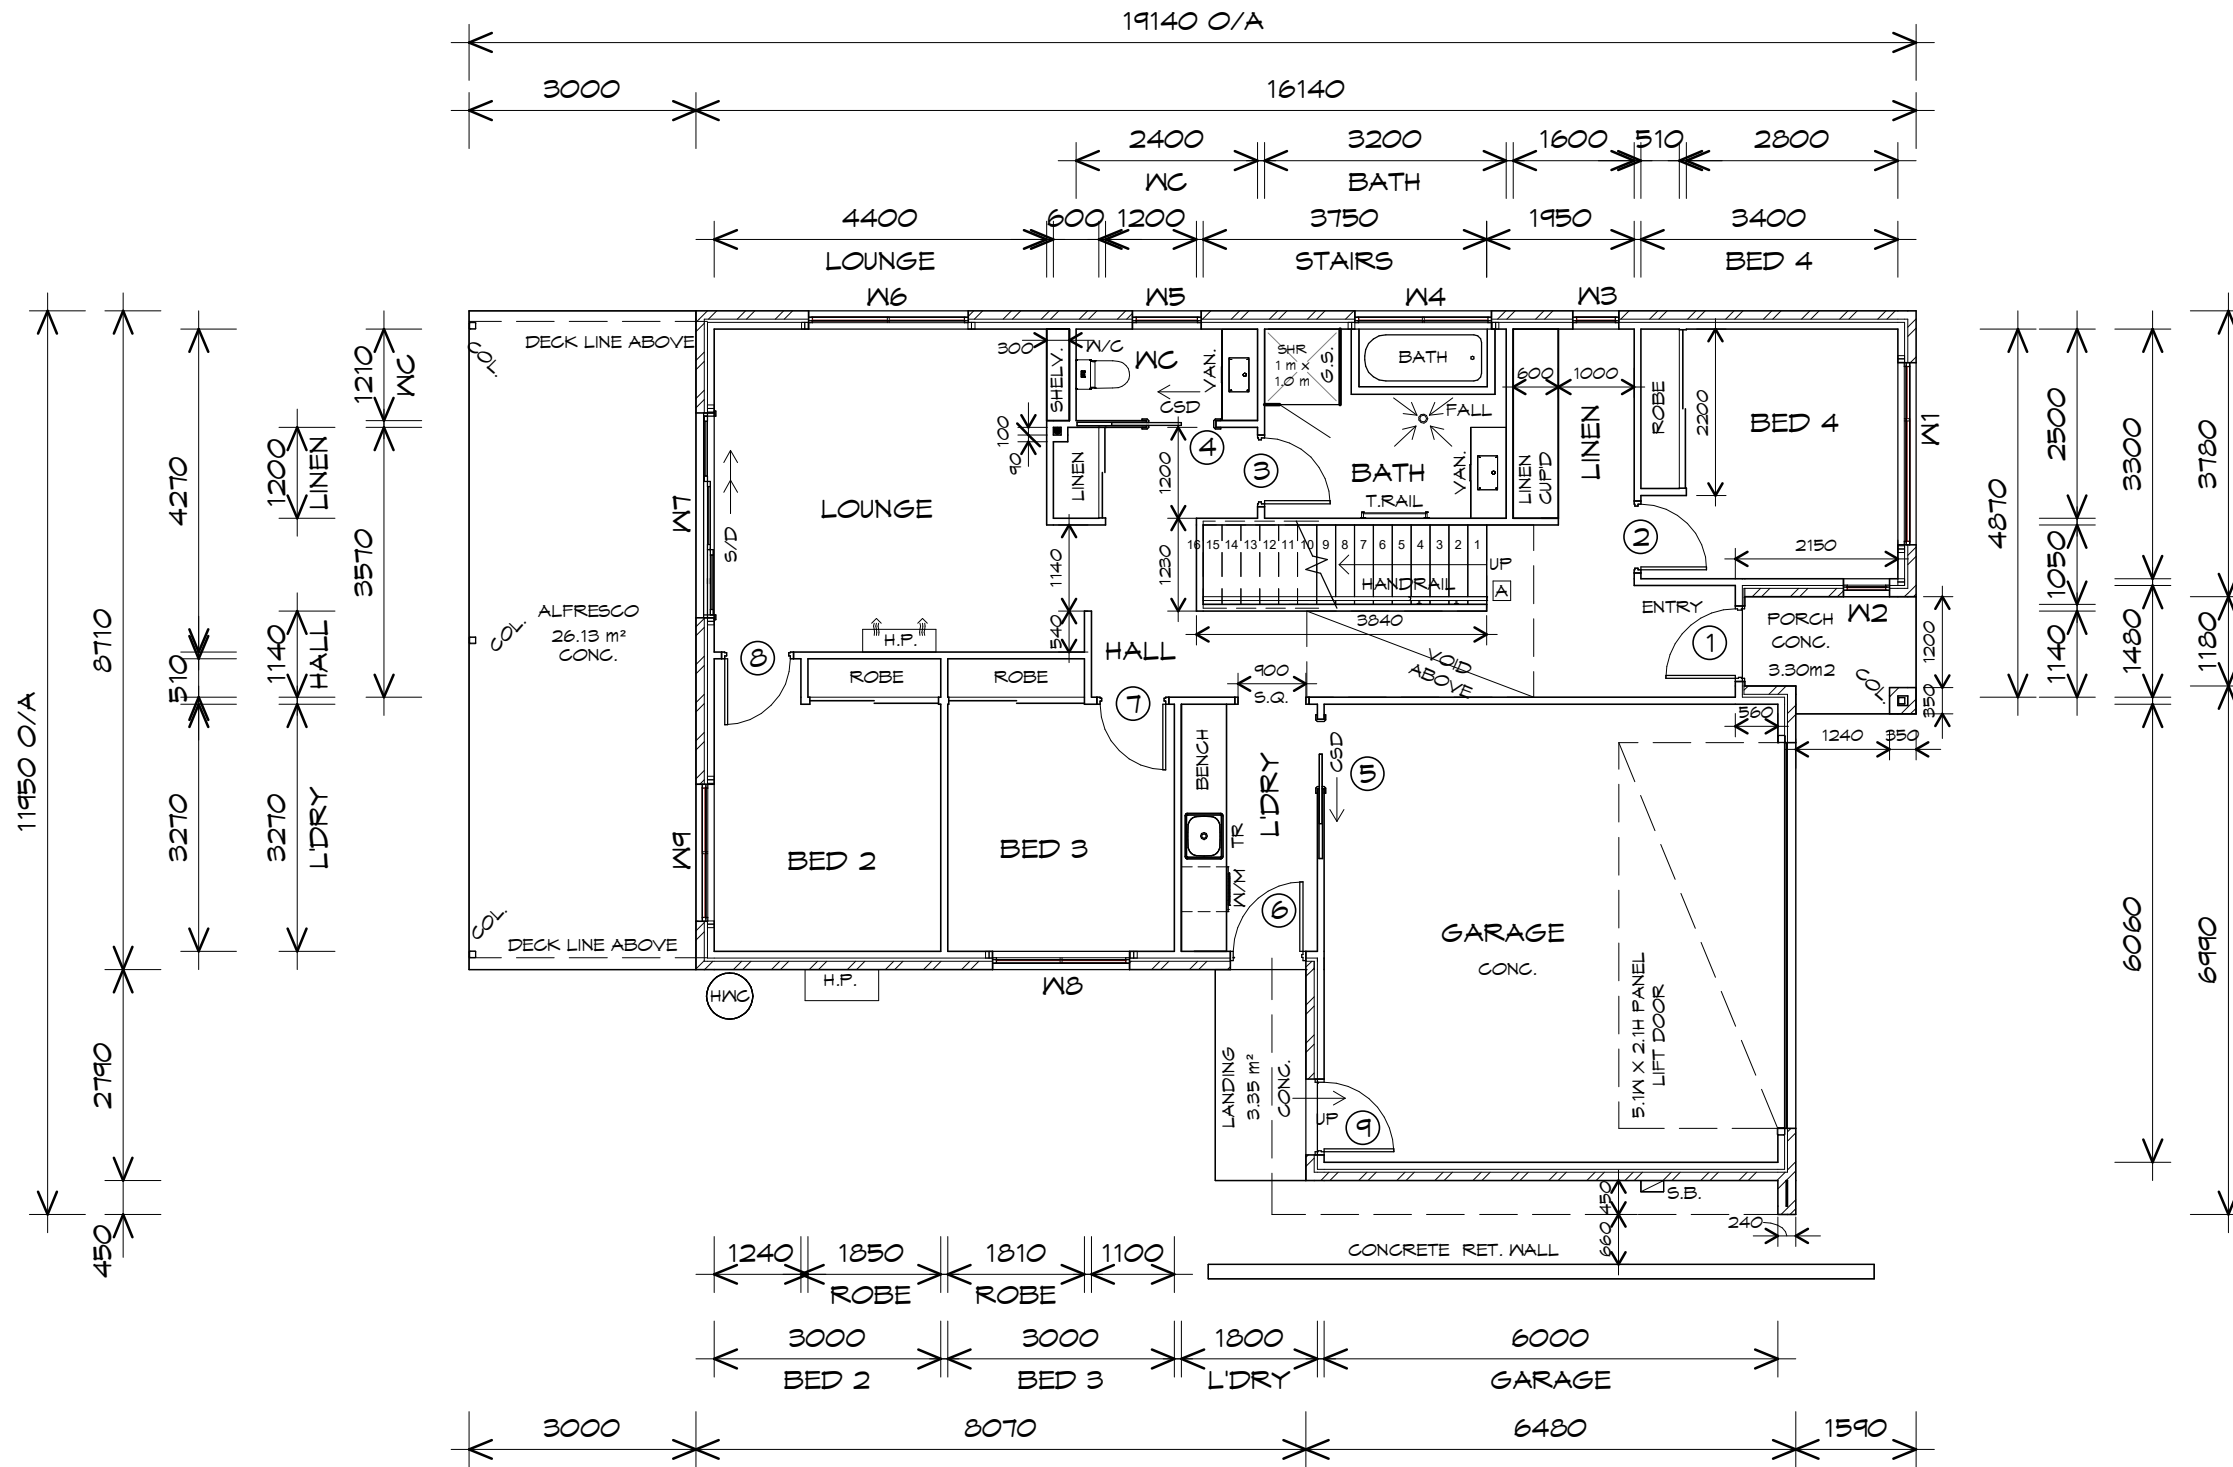 19140 O/A
3000
16140
2400
3200
1600
510
2800
WC
BATH
4400
600
1200
3750
1950
3400
LOUNGE
STAIRS
BED 4
W6
W5
W4
W3
11950 O/A
8710
2790
450
4270
510
3270
1200
LINEN
1140
HALL
3270
L'DRY
1210
WC
3570
DECK LINE ABOVE
COL.
ALFRESCO
26.13 m²
CONC.
COL.
COL.
DECK LINE ABOVE
W7
W9
S/D
LOUNGE
300
SHELV.
W/C
WC
CSD
VAN.
100
90
LINEN
4
3
1200
1140
1230
540
SHR
1 m x
1.0 m
G.S.
BATH
FALL
BATH
T.RAIL
VAN.
600
1000
LINEN
CUP'D
LINEN
ROBE
2200
BED 4
2
2150
W1
W2
16 15 14 13 12 11 10 9 8 7 6 5 4 3 2 1
UP
HANDRAIL
A
3840
ENTRY
1
PORCH
CONC.
3.30m2
COL.
1200
350
1240
350
560
VOID
ABOVE
HALL
900
S.Q.
H.P.
8
ROBE
ROBE
7
BED 2
BED 3
BENCH
L'DRY
TR
W/M
6
CSD
5
GARAGE
CONC.
5.1W X 2.1H PANEL
LIFT DOOR
HWC
H.P.
W8
LANDING
3.35 m²
CONC.
UP
9
S.B.
450
660
240
CONCRETE RET. WALL
4870
2500
1050
1140
3300
1480
6060
3780
1180
6990
1240
1850
1810
1100
ROBE
ROBE
3000
3000
1800
6000
BED 2
BED 3
L'DRY
GARAGE
3000
8070
6480
1590